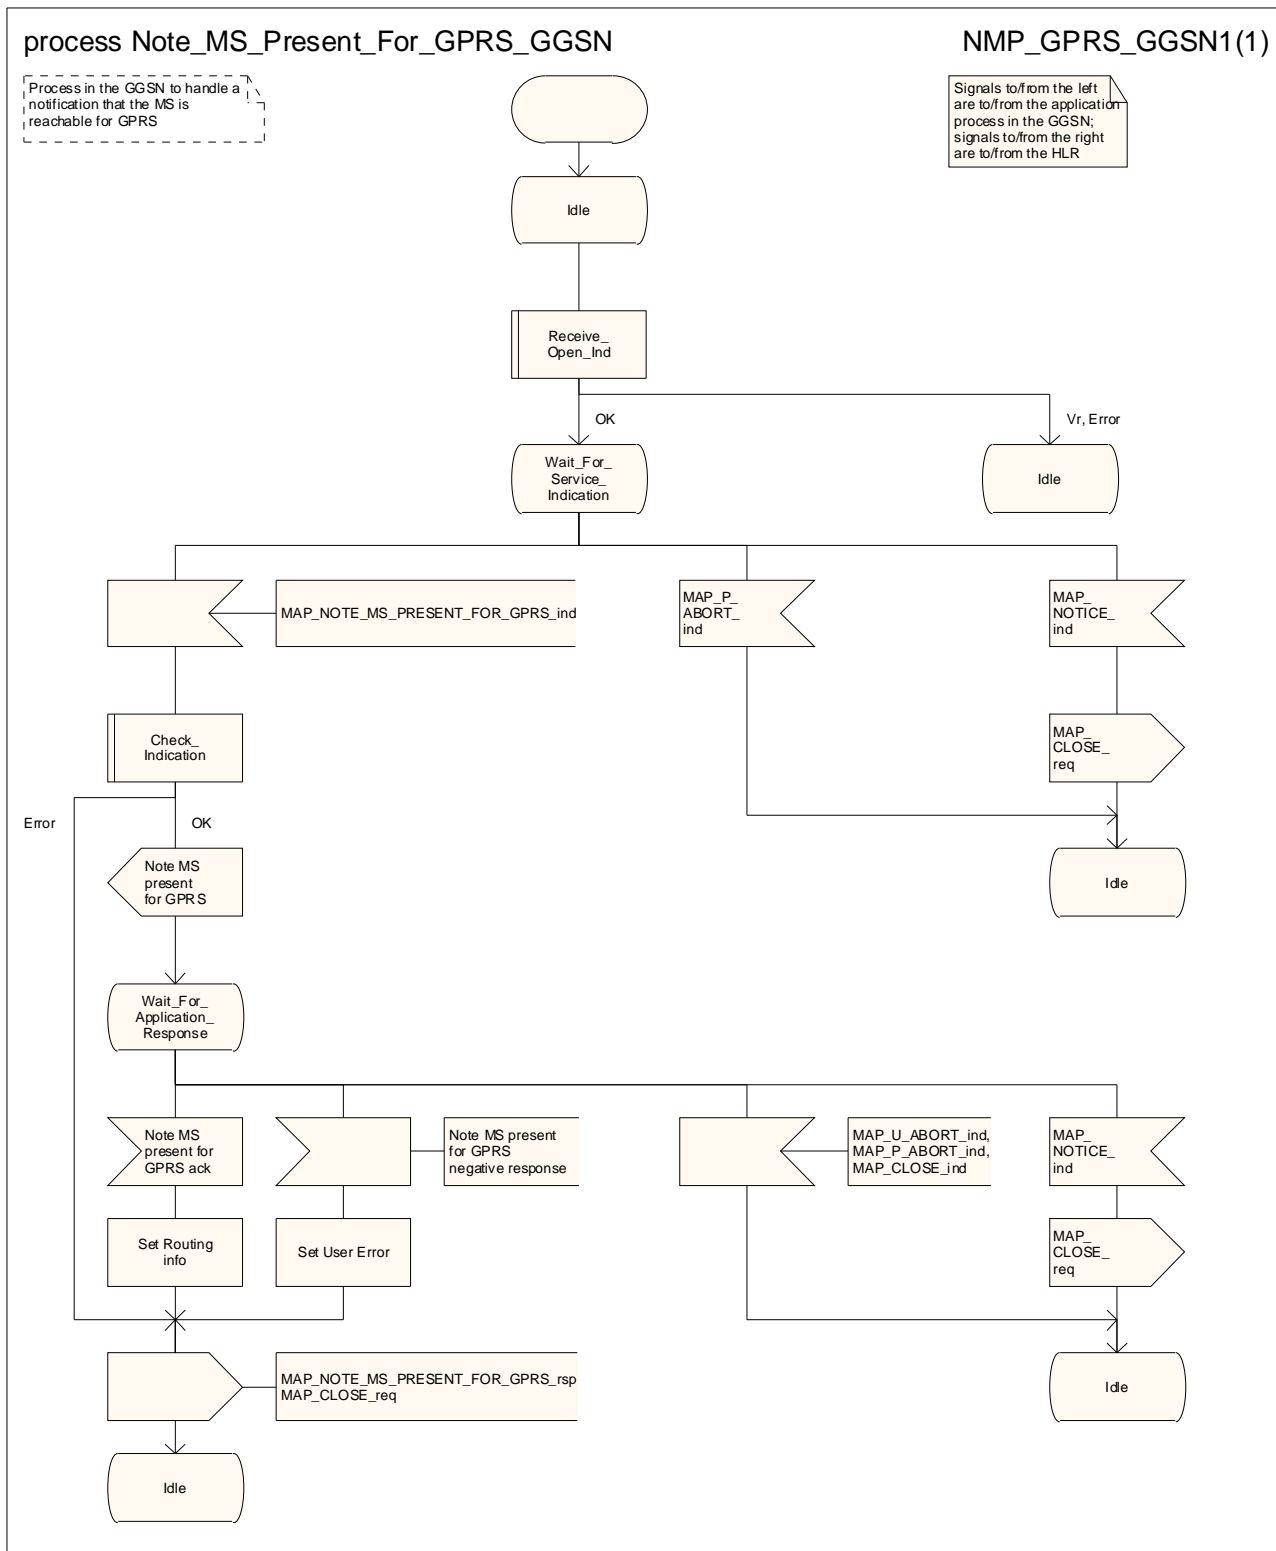 process Note_MS_Present_For_GPRS_GGSN
NMP_GPRS_GGSN1(1)
Process in the GGSN to handle a
notification that the MS is
reachable for GPRS
Signals to/from the left
are to/from the application
process in the GGSN;
signals to/from the right
are to/from the HLR
Idle
Receive_
Open_Ind
OK
Vr, Error
Wait_For_
Service_
Indication
Idle
MAP_NOTE_MS_PRESENT_FOR_GPRS_ind
MAP_P_
ABORT_
ind
MAP_
NOTICE_
ind
Check_
Indication
MAP_
CLOSE_
req
Error
OK
Note MS
present
for GPRS
Idle
Wait_For_
Application_
Response
Note MS
present for
GPRS ack
Note MS present
for GPRS
negative response
MAP_U_ABORT_ind,
MAP_P_ABORT_ind,
MAP_CLOSE_ind
MAP_
NOTICE_
ind
Set Routing
info
Set User Error
MAP_
CLOSE_
req
MAP_NOTE_MS_PRESENT_FOR_GPRS_rsp
MAP_CLOSE_req
Idle
Idle